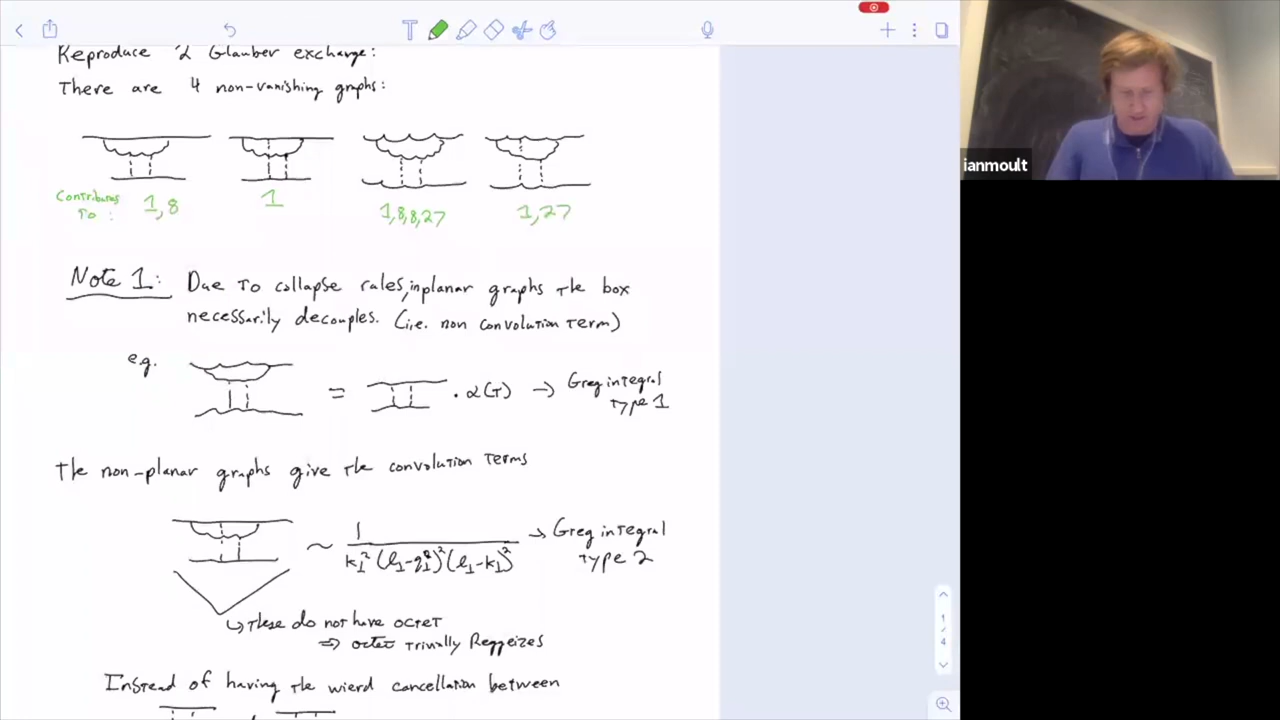 Reproduce 2 Glauber exchange:
There are 4 non-vanishing graphs:
Contributes To: 1,8 1 1,8,8,27 1,27
Note 1: Due to collapse rules, in planar graphs the box
necessarily decouples. (i.e. non convolution term)
e.g. = · α(t) → Greg integral type 1
The non-planar graphs give the convolution terms
~ 1 → Greg integral type 2
↳ These do not have octet
⇒ octet trivially Reggeizes
Instead of having the wierd cancellation between
ianmoult
1/4